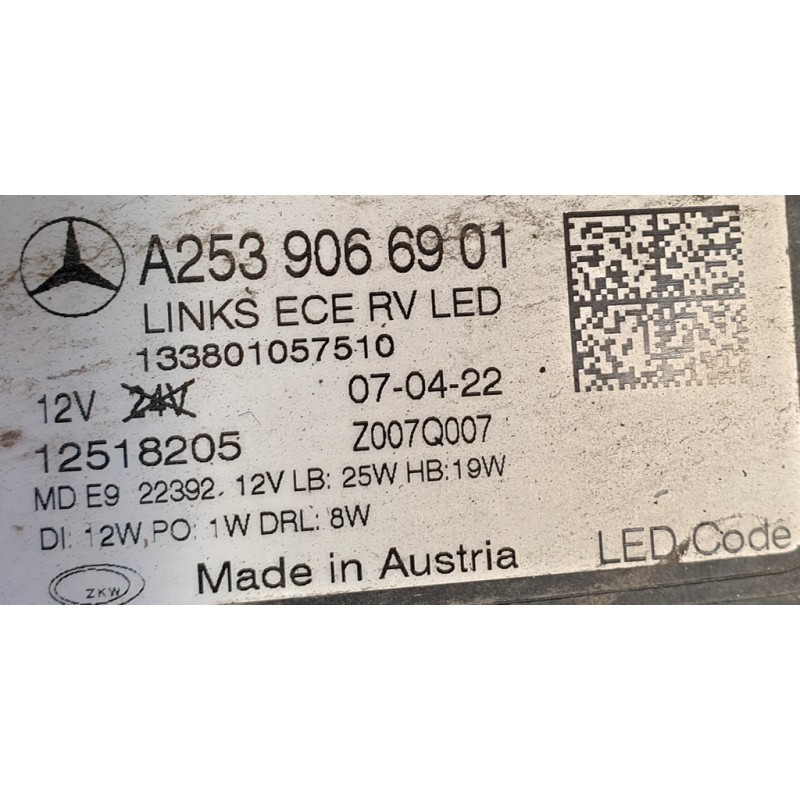 A253 906 69 01
LINKS ECE RV LED
133801057510
12V 24V 07-04-22
12518205 Z007Q007
MD E9 22392. 12V LB: 25W HB:19W
DI: 12W,PO: 1W DRL: 8W
LED Code
ZKW Made in Austria